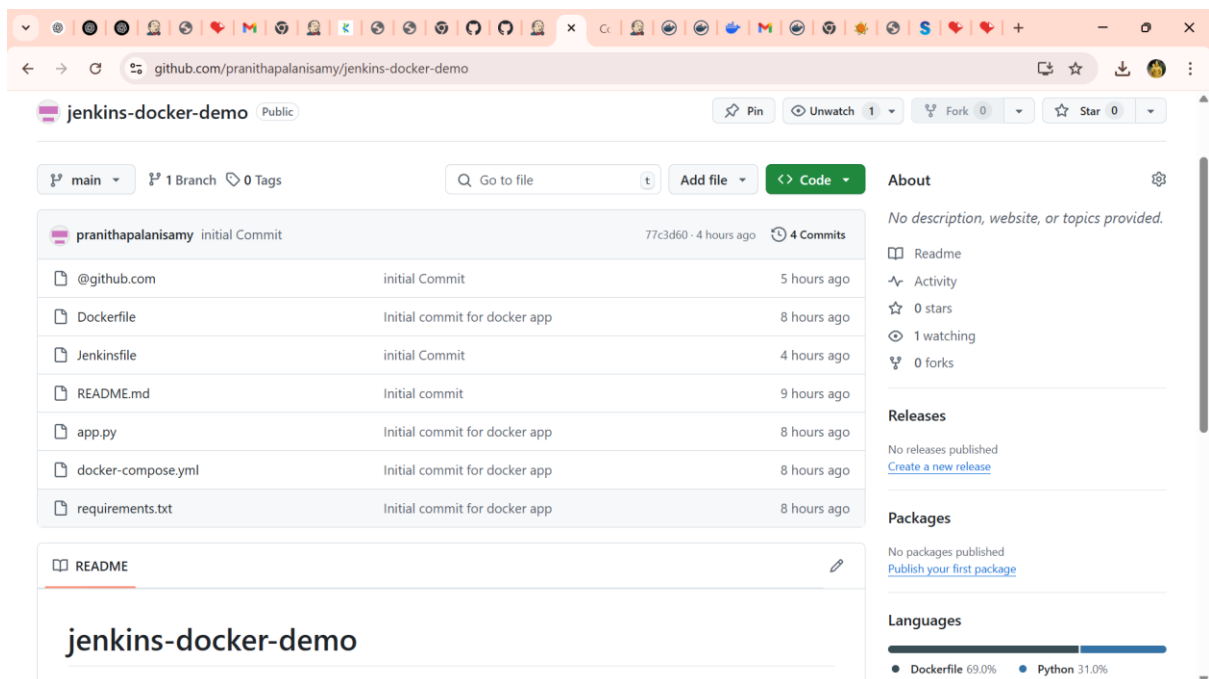 github.com/pranithapalanisamy/jenkins-docker-demo
jenkins-docker-demo Public
Pin Unwatch 1 Fork 0 Star 0
main 1 Branch 0 Tags Go to file t Add file Code
pranithapalanisamy initial Commit 77c3d60 · 4 hours ago 4 Commits
@github.com initial Commit 5 hours ago
Dockerfile Initial commit for docker app 8 hours ago
Jenkinsfile initial Commit 4 hours ago
README.md Initial commit 9 hours ago
app.py Initial commit for docker app 8 hours ago
docker-compose.yml Initial commit for docker app 8 hours ago
requirements.txt Initial commit for docker app 8 hours ago
README
jenkins-docker-demo
About
No description, website, or topics provided.
Readme
Activity
0 stars
1 watching
0 forks
Releases
No releases published
Create a new release
Packages
No packages published
Publish your first package
Languages
Dockerfile 69.0% Python 31.0%